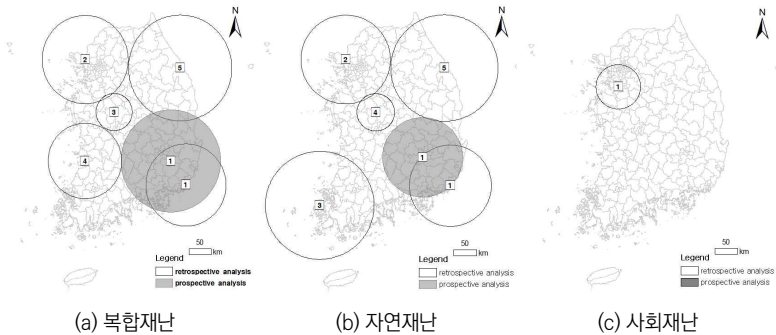 N
2
5
3
4
1
1
50
km
Legend
retrospective analysis
prospective analysis
(a) 복합재난
N
2
5
4
1
1
3
50
km
Legend
retrospective analysis
prospective analysis
(b) 자연재난
N
1
50
km
Legend
retrospective analysis
prospective analysis
(c) 사회재난